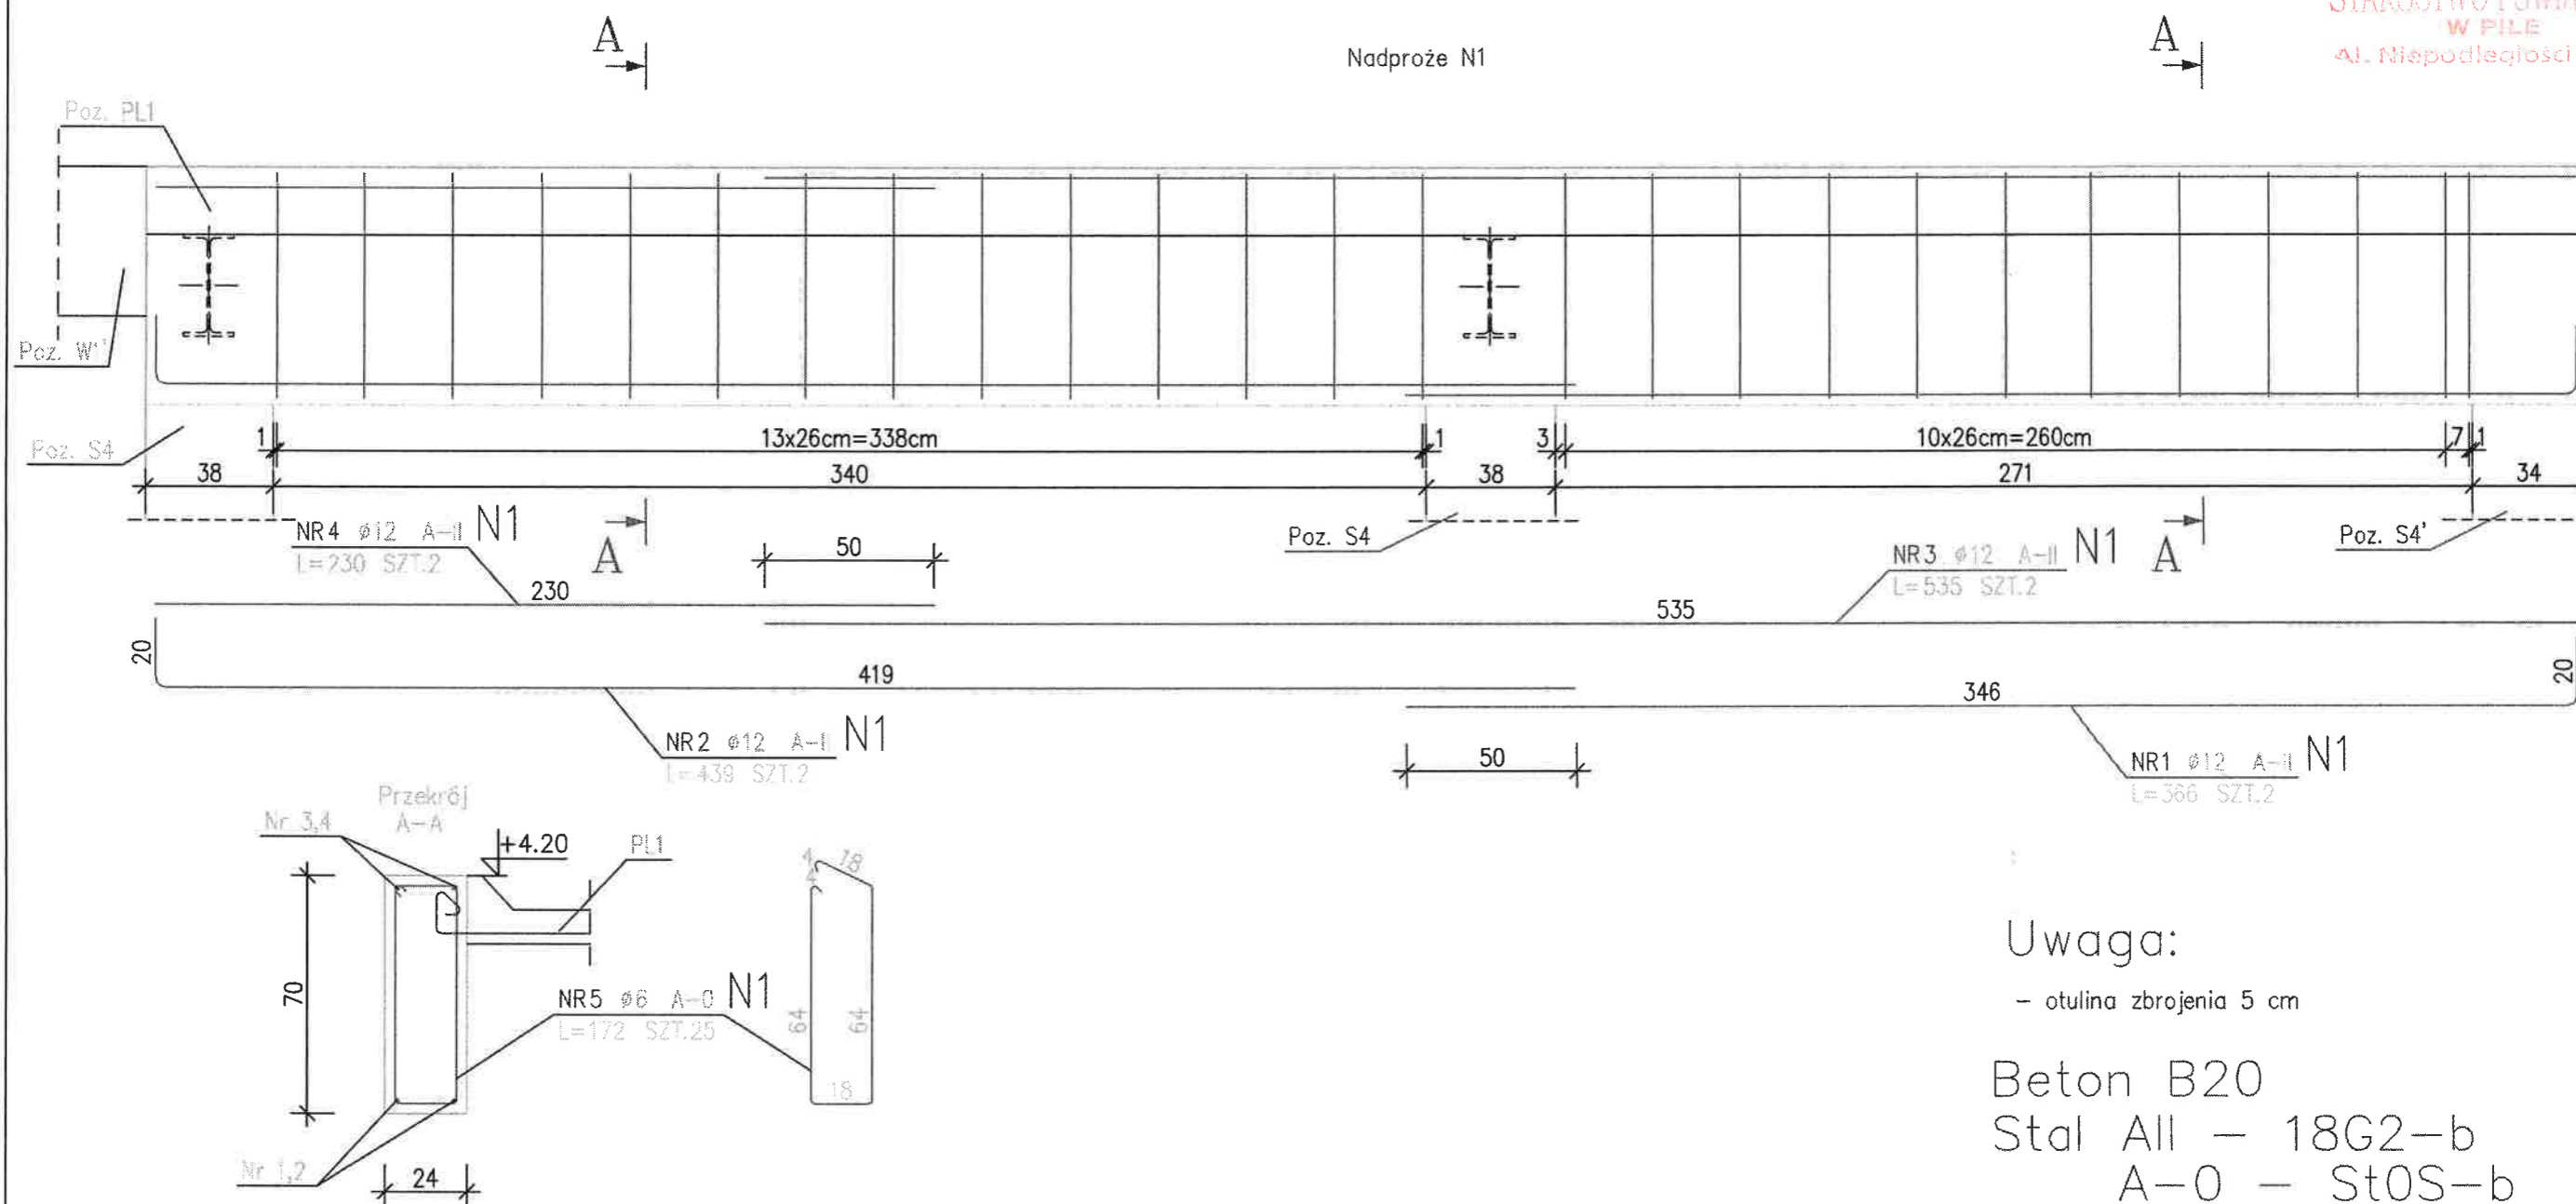 W PILE
Al. Niepodległości
A
Nadproże N1
A
Poz. PL1
Poz. S4
1
13x26cm=338cm
1
3
10x26cm=260cm
7
1
38
340
38
271
34
NR4 ø12 A-II N1
L=230 SZT.2
A
50
Poz. S4
NR3 ø12 A-II N1
L=535 SZT.2
A
Poz. S4'
230
535
20
419
346
20
NR2 ø12 A-II N1
L=439 SZT.2
50
NR1 ø12 A-II N1
L=366 SZT.2
Przekrój
A-A
Nr 3,4
+4.20
PL1
4
18
4
70
NR5 ø6 A-0 N1
L=172 SZT.25
64
64
18
Nr 1,2
24
Uwaga:
- otulina zbrojenia 5 cm
Beton B20
Stal AII - 18G2-b
A-0 - St0S-b